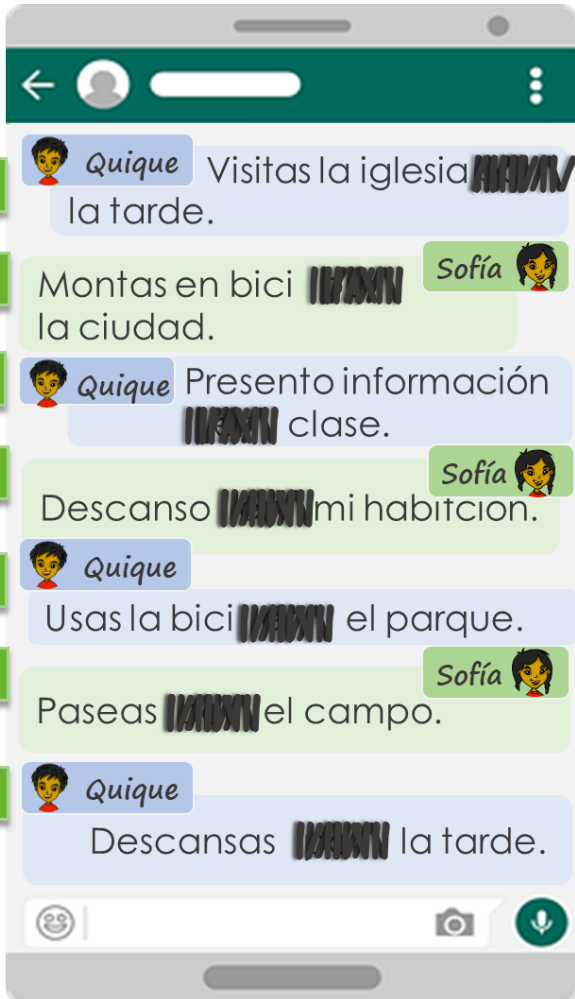 Quique
Visitas la iglesia
la tarde.
Sofía
Montas en bici
la ciudad.
Quique
Presento información
clase.
Sofía
Descanso mi habitción.
Quique
Usas la bici el parque.
Sofía
Paseas el campo.
Quique
Descansas la tarde.